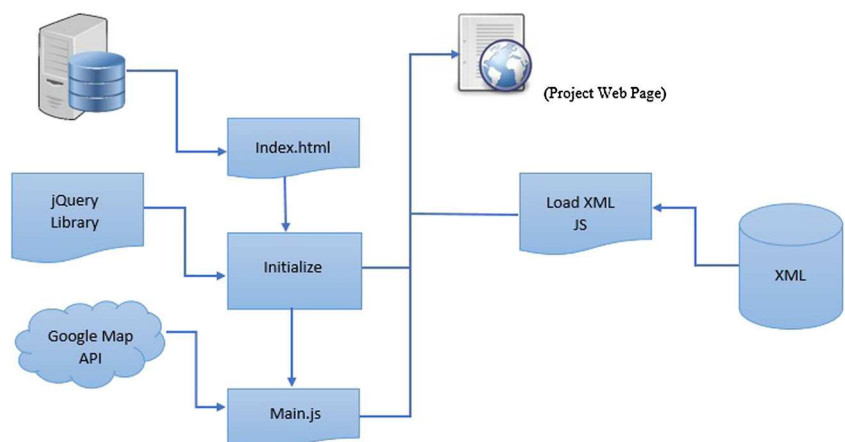 (Project Web Page)
Index.html
jQuery
Library
Load XML
JS
Initialize
XML
Google Map
API
Main.js